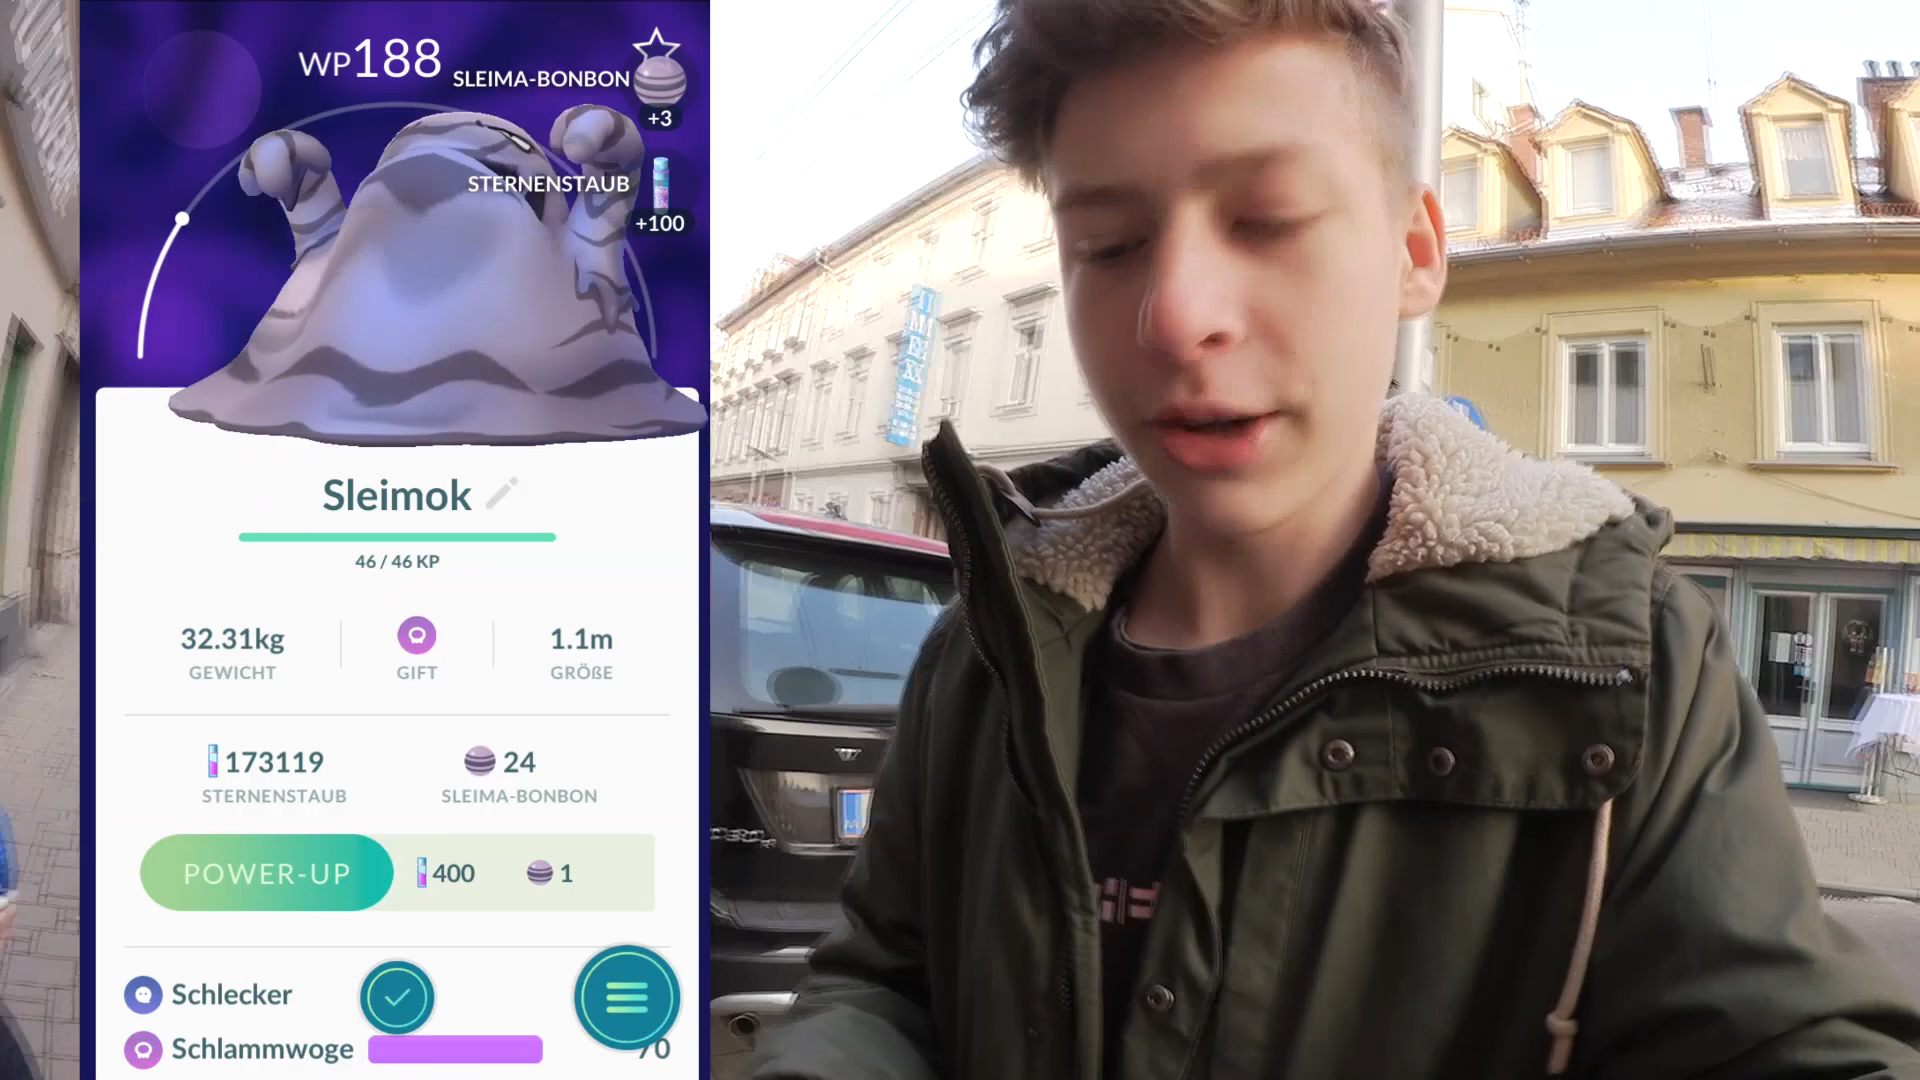 WP188
SLEIMA-BONBON
+3
STERNENSTAUB
+100
Sleimok
46 / 46 KP
32.31kg
GEWICHT
GIFT
1.1m
GRÖßE
173119
STERNENSTAUB
24
SLEIMA-BONBON
POWER-UP
400
1
Schlecker
Schlammwoge
70